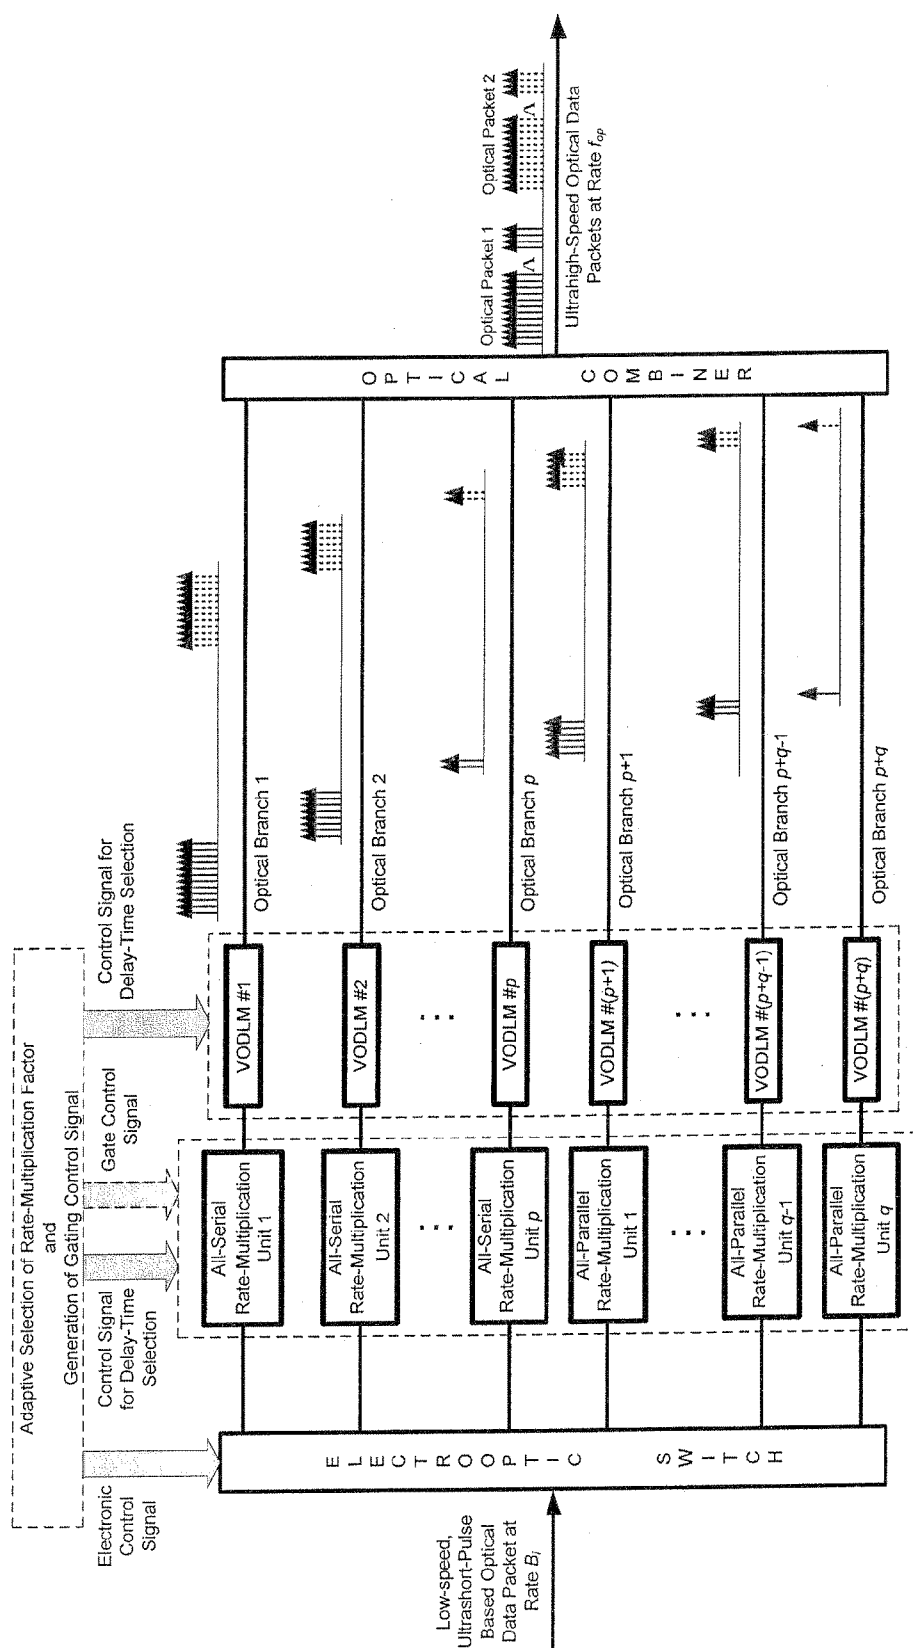 Adaptive Selection of Rate-Multiplication Factor
and
Generation of Gating Control Signal
Electronic
Control
Signal
Control Signal
for Delay-Time
Selection
Gate Control
Signal
Control Signal for
Delay-Time Selection
Low-speed,
Ultrashort-Pulse
Based Optical
Data Packet at
Rate Bi
ELECTROOPTIC SWITCH
All-Serial
Rate-Multiplication
Unit 1
VODLM #1
Optical Branch 1
All-Serial
Rate-Multiplication
Unit 2
VODLM #2
Optical Branch 2
...
...
All-Serial
Rate-Multiplication
Unit p
VODLM #p
Optical Branch p
All-Parallel
Rate-Multiplication
Unit 1
VODLM #(p+1)
Optical Branch p+1
...
...
All-Parallel
Rate-Multiplication
Unit q-1
VODLM #(p+q-1)
Optical Branch p+q-1
All-Parallel
Rate-Multiplication
Unit q
VODLM #(p+q)
Optical Branch p+q
OPTICAL COMBINER
Optical Packet 1
Optical Packet 2
Λ
Λ
Ultrahigh-Speed Optical Data
Packets at Rate fop